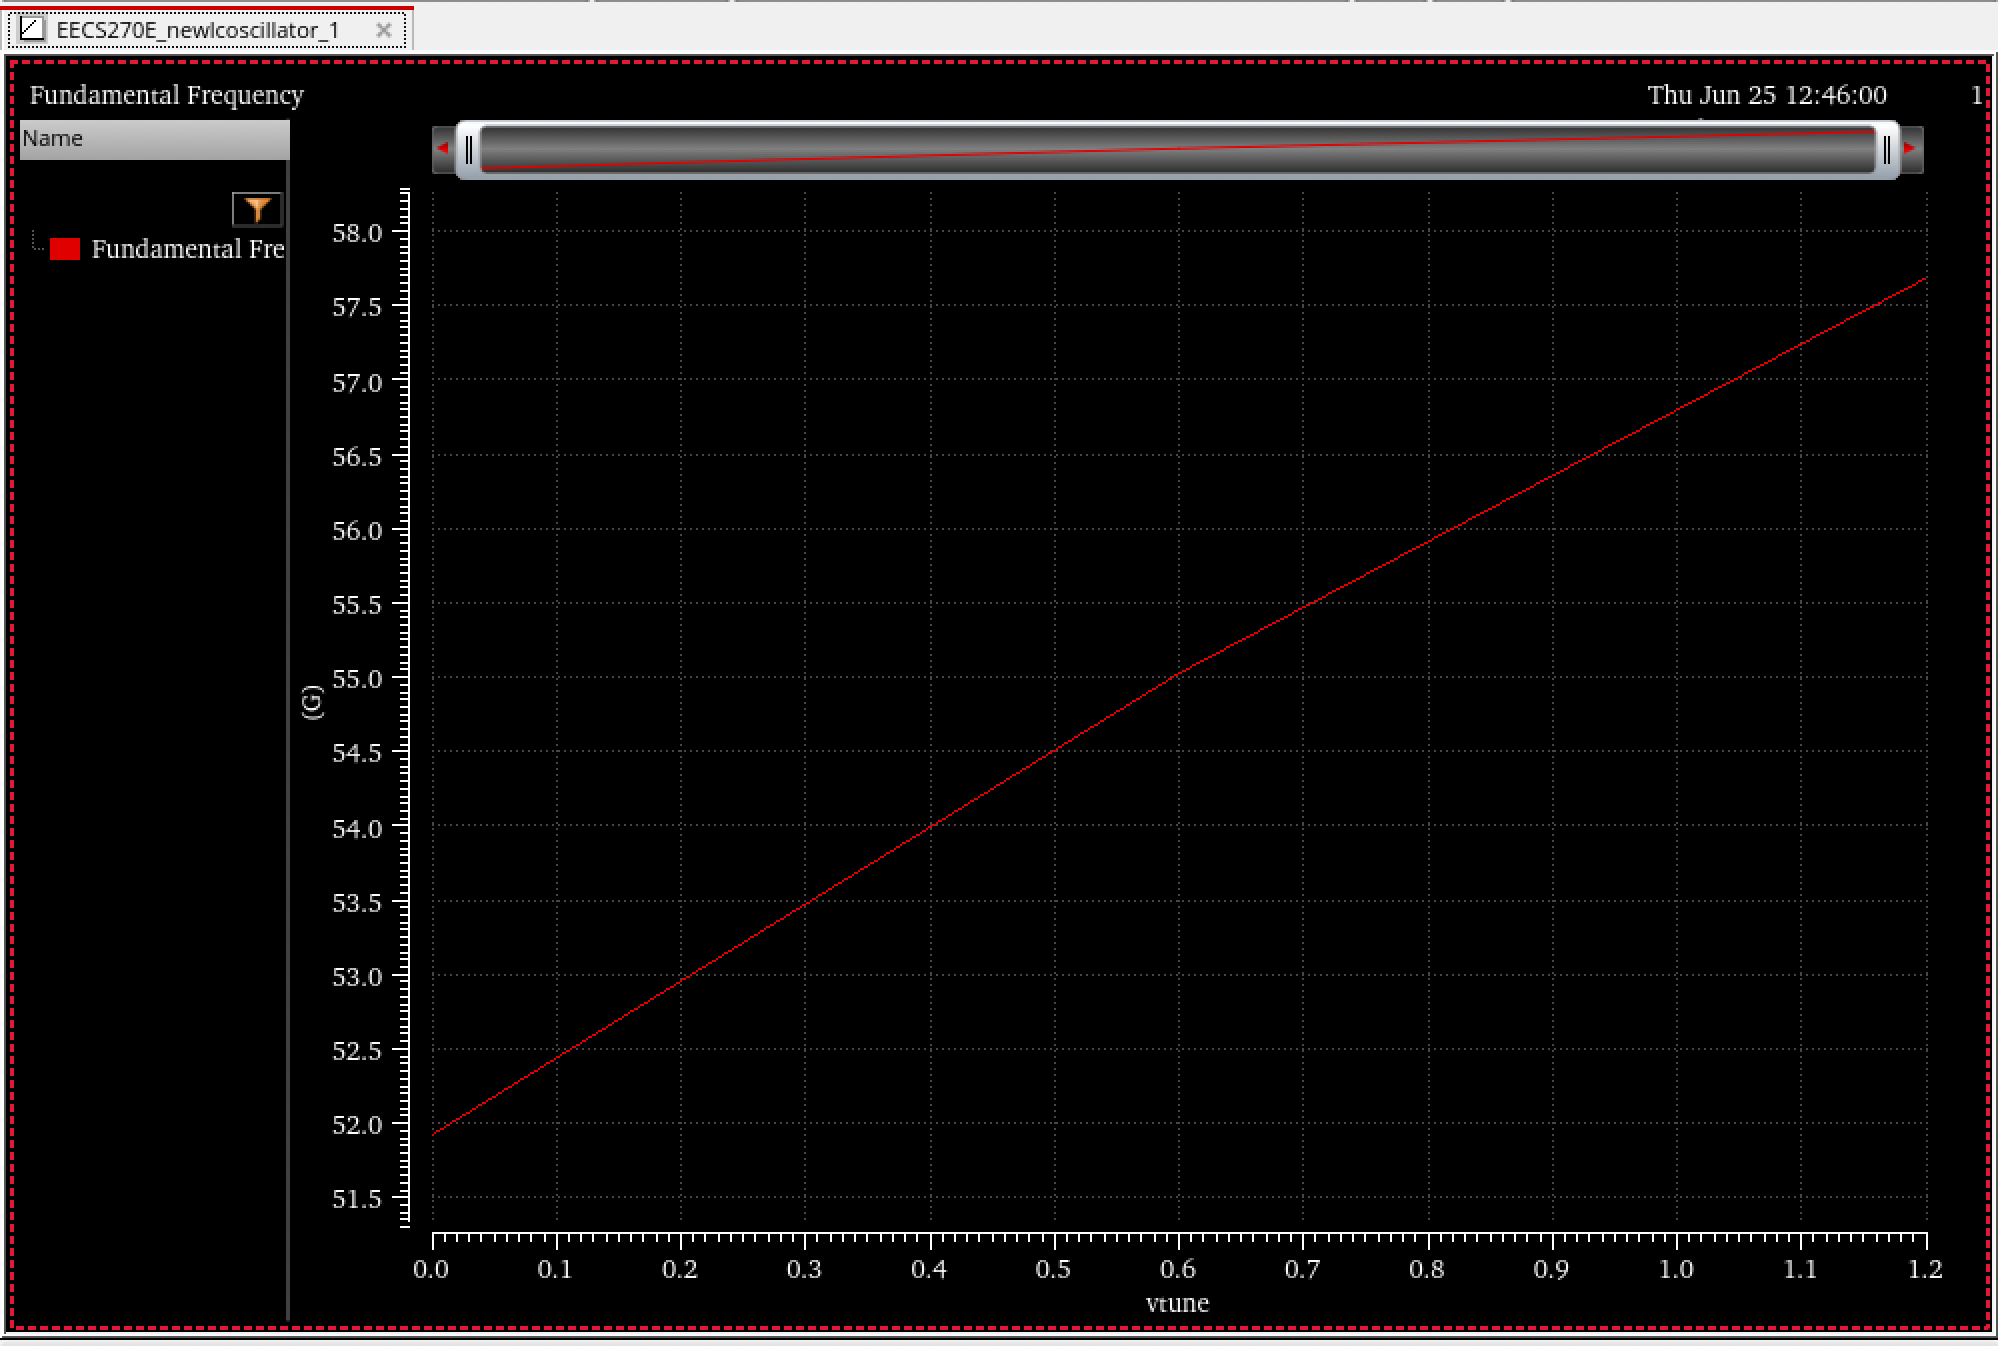 EECS270E_newlcoscillator_1
Fundamental Frequency
Thu Jun 25 12:46:00
1
Name
Fundamental Fre
58.0
57.5
57.0
56.5
56.0
55.5
55.0
54.5
54.0
53.5
53.0
52.5
52.0
51.5
(G)
0.0 0.1 0.2 0.3 0.4 0.5 0.6 0.7 0.8 0.9 1.0 1.1 1.2
vtune